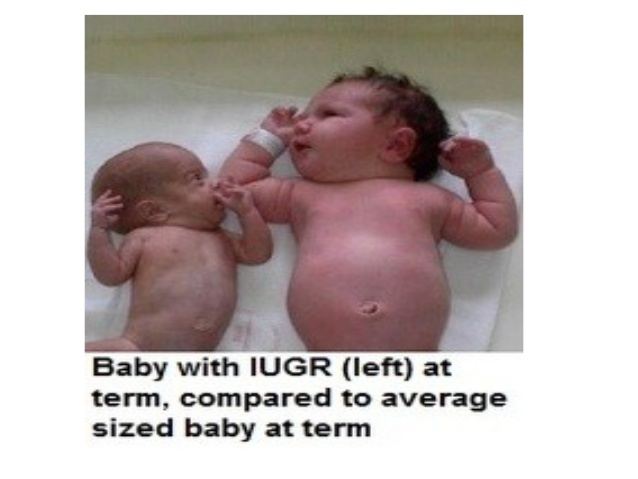 Baby with IUGR (left) at
term, compared to average
sized baby at term